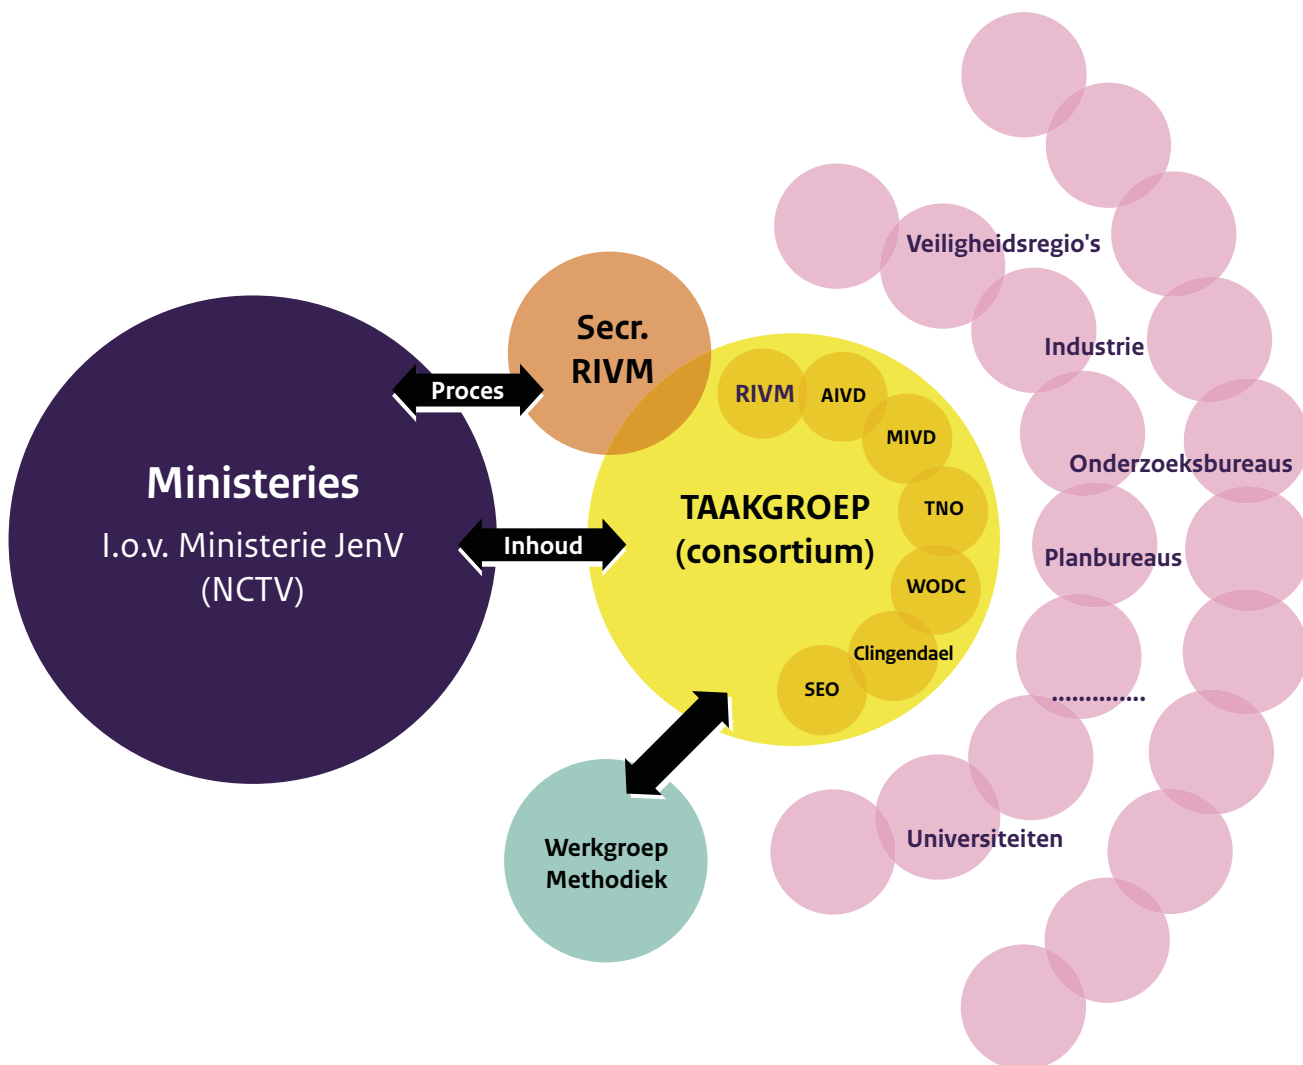 Ministeries
I.o.v. Ministerie JenV
(NCTV)
Proces
Inhoud
Secr.
RIVM
TAAKGROEP
(consortium)
RIVM
AIVD
MIVD
TNO
WODC
Clingendael
SEO
Werkgroep
Methodiek
Veiligheidsregio's
Industrie
Onderzoeksbureaus
Planbureaus
..............
Universiteiten